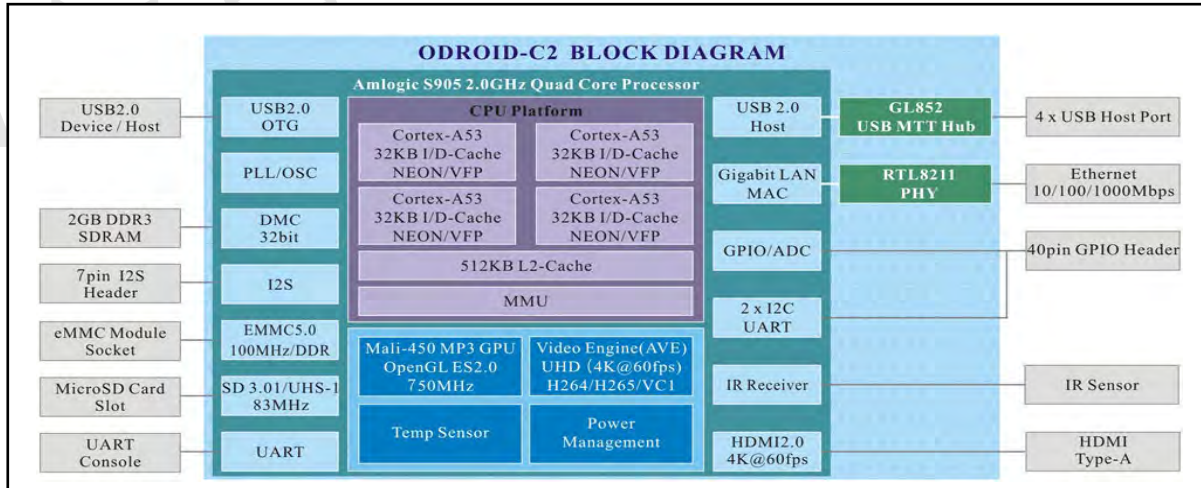 ODROID-C2 BLOCK DIAGRAM
Amlogic S905 2.0GHz Quad Core Processor
USB2.0
Device / Host
2GB DDR3
SDRAM
7pin I2S
Header
eMMC Module
Socket
MicroSD Card
Slot
UART
Console
USB2.0
OTG
PLL/OSC
DMC
32bit
I2S
EMMC5.0
100MHz/DDR
SD 3.01/UHS-1
83MHz
UART
CPU Platform
Cortex-A53
32KB I/D-Cache
NEON/VFP
Cortex-A53
32KB I/D-Cache
NEON/VFP
Cortex-A53
32KB I/D-Cache
NEON/VFP
Cortex-A53
32KB I/D-Cache
NEON/VFP
512KB L2-Cache
MMU
Mali-450 MP3 GPU
OpenGL ES2.0
750MHz
Video Engine(AVE)
UHD (4K@60fps)
H264/H265/VC1
Temp Sensor
Power
Management
USB 2.0
Host
Gigabit LAN
MAC
GPIO/ADC
2 x I2C
UART
IR Receiver
HDMI2.0
4K@60fps
GL852
USB MTT Hub
RTL8211
PHY
4 x USB Host Port
Ethernet
10/100/1000Mbps
40pin GPIO Header
IR Sensor
HDMI
Type-A